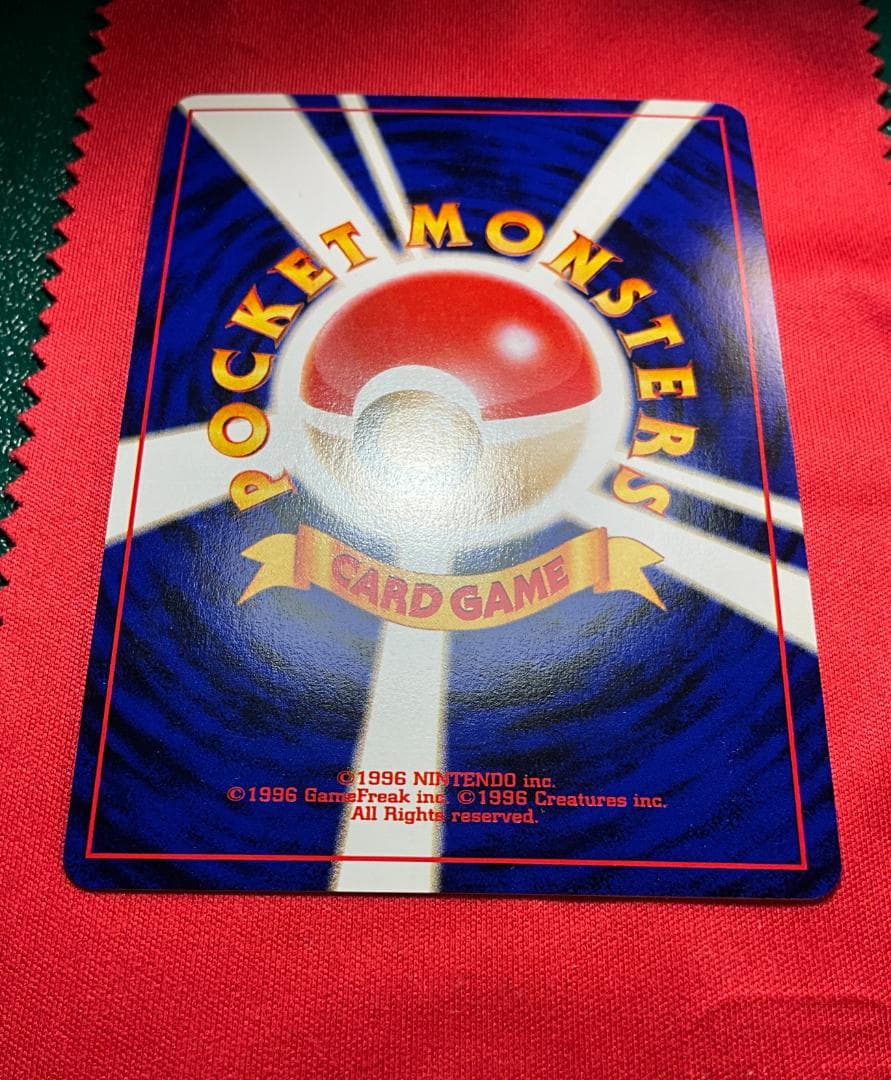 POCKET MONSTERS
CARD GAME
©1996 NINTENDO inc.
©1996 GameFreak inc. ©1996 Creatures inc.
All Rights reserved.